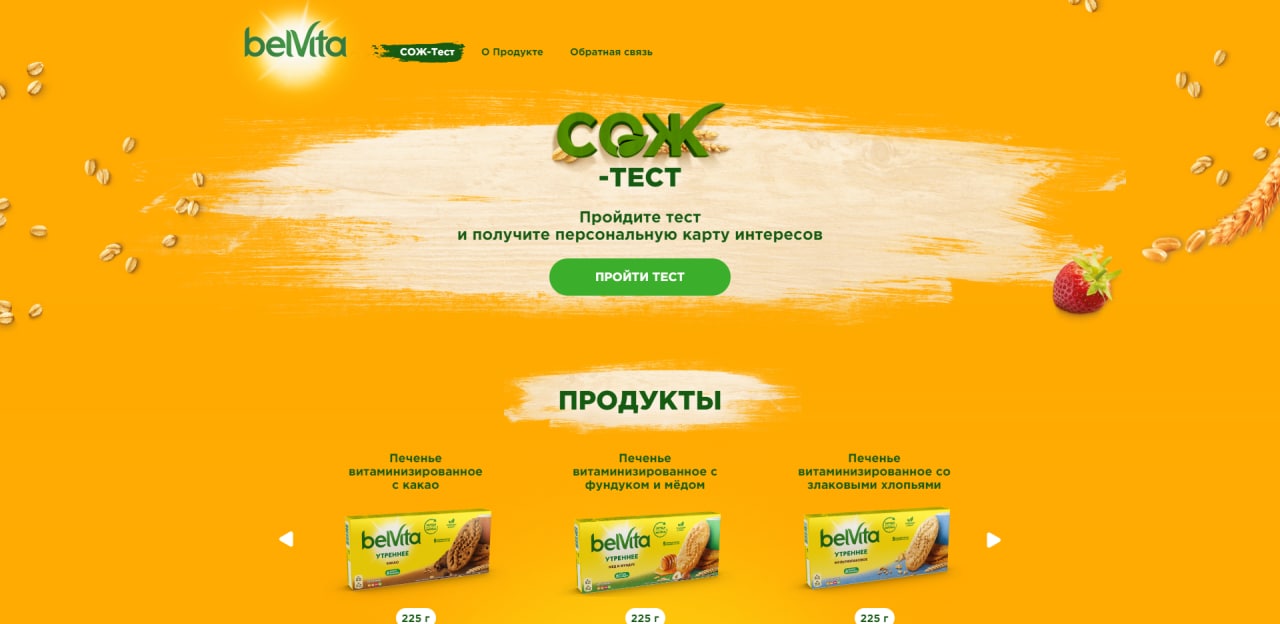 belVita
СОЖ-Тест
О Продукте
Обратная связь
СОЖ
-ТЕСТ
Пройдите тест
и получите персональную карту интересов
ПРОЙТИ ТЕСТ
ПРОДУКТЫ
Печенье
витаминизированное
с какао
Печенье
витаминизированное с
фундуком и мёдом
Печенье
витаминизированное со
злаковыми хлопьями
belVita
УТРЕННЕЕ
КАКАО
belVita
УТРЕННЕЕ
МЁД И ФУНДУК
belVita
УТРЕННЕЕ
225 г
225 г
225 г